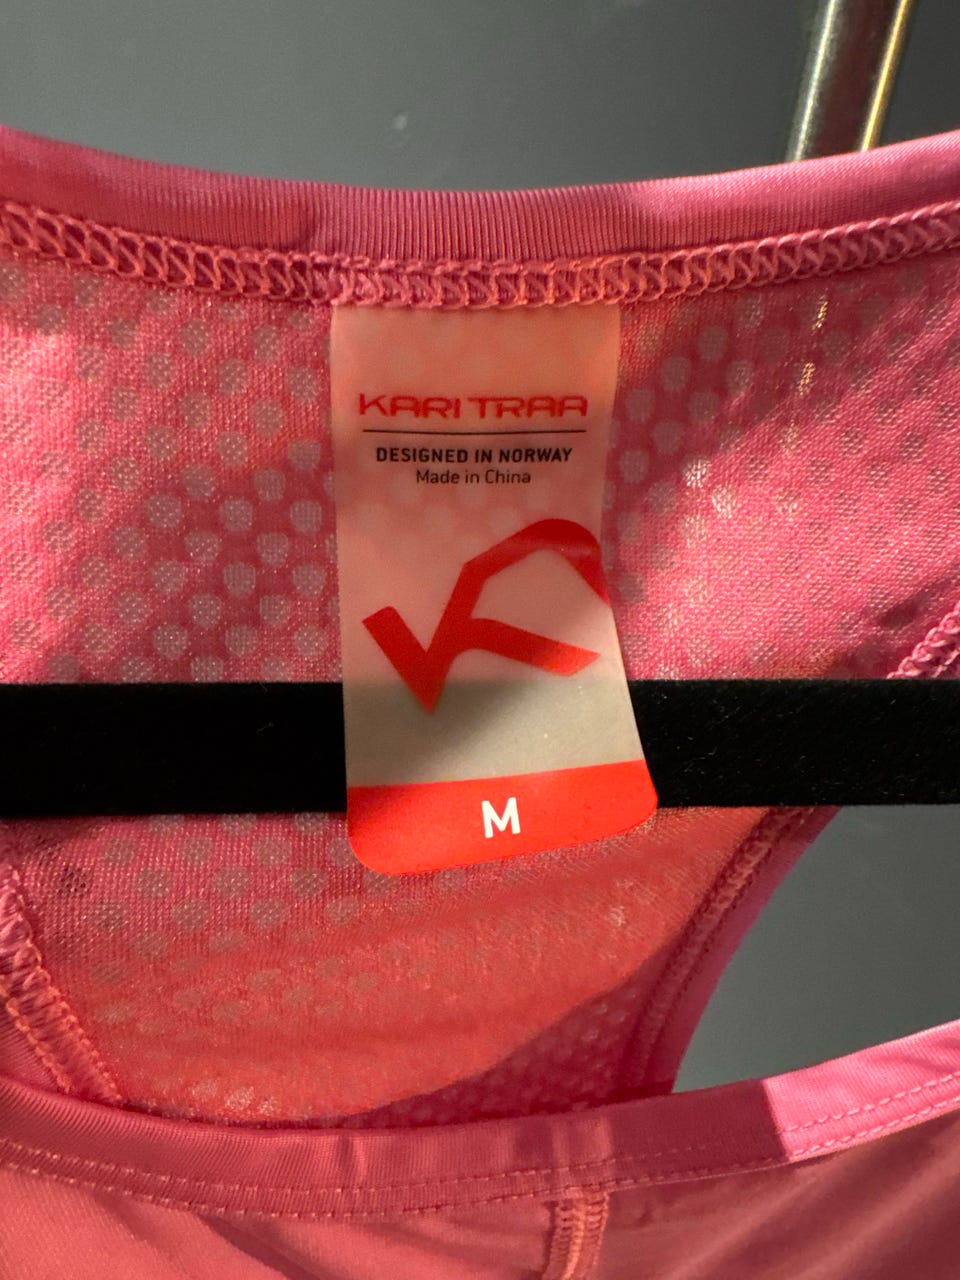 KARI TRAA
DESIGNED IN NORWAY
Made in China
M